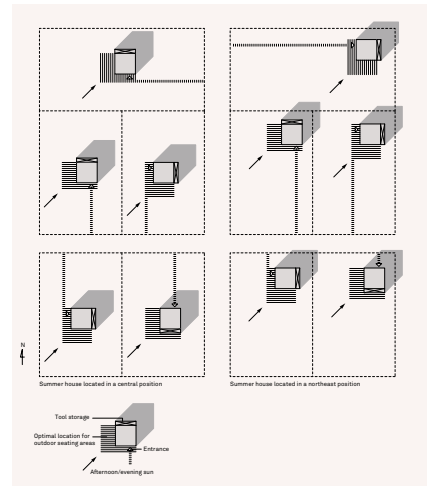 N
Summer house located in a central position
Summer house located in a northeast position
Tool storage
Optimal location for
outdoor seating areas
Entrance
Afternoon/evening sun